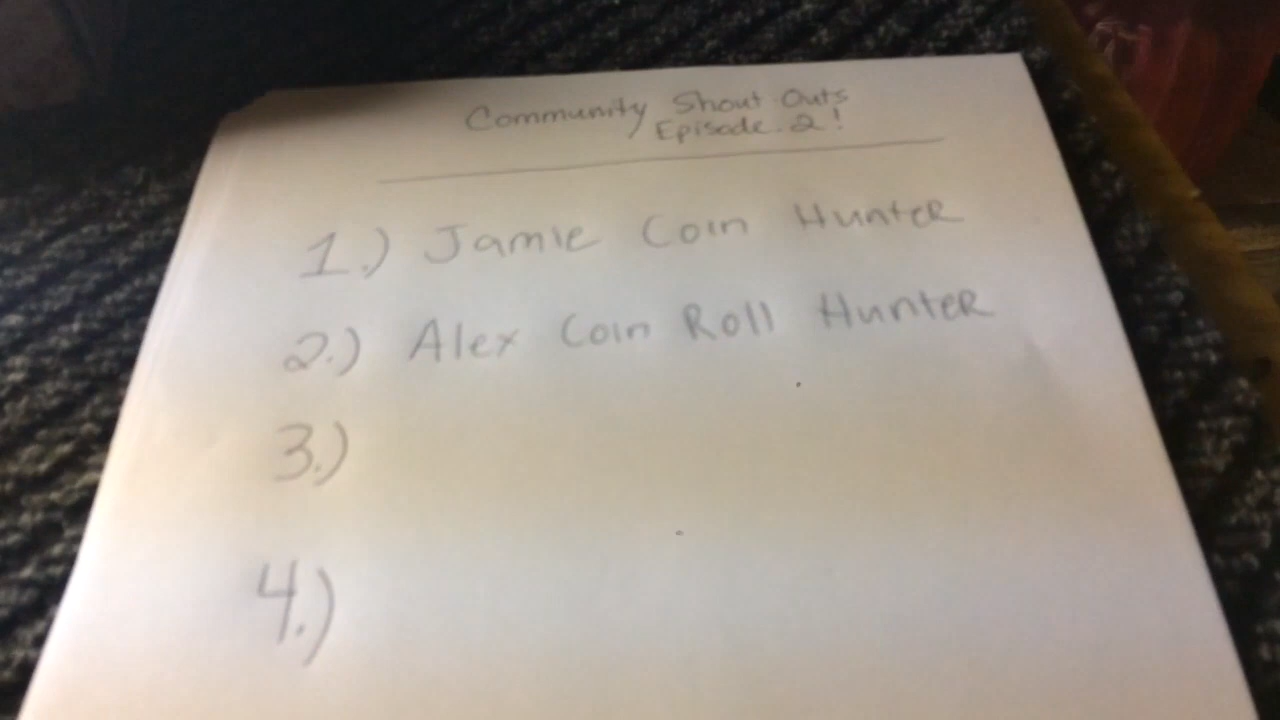 Community Shout Outs
Episode. 2!
1.) Jamie Coin Hunter
2.) Alex Coin Roll Hunter
3.)
4.)